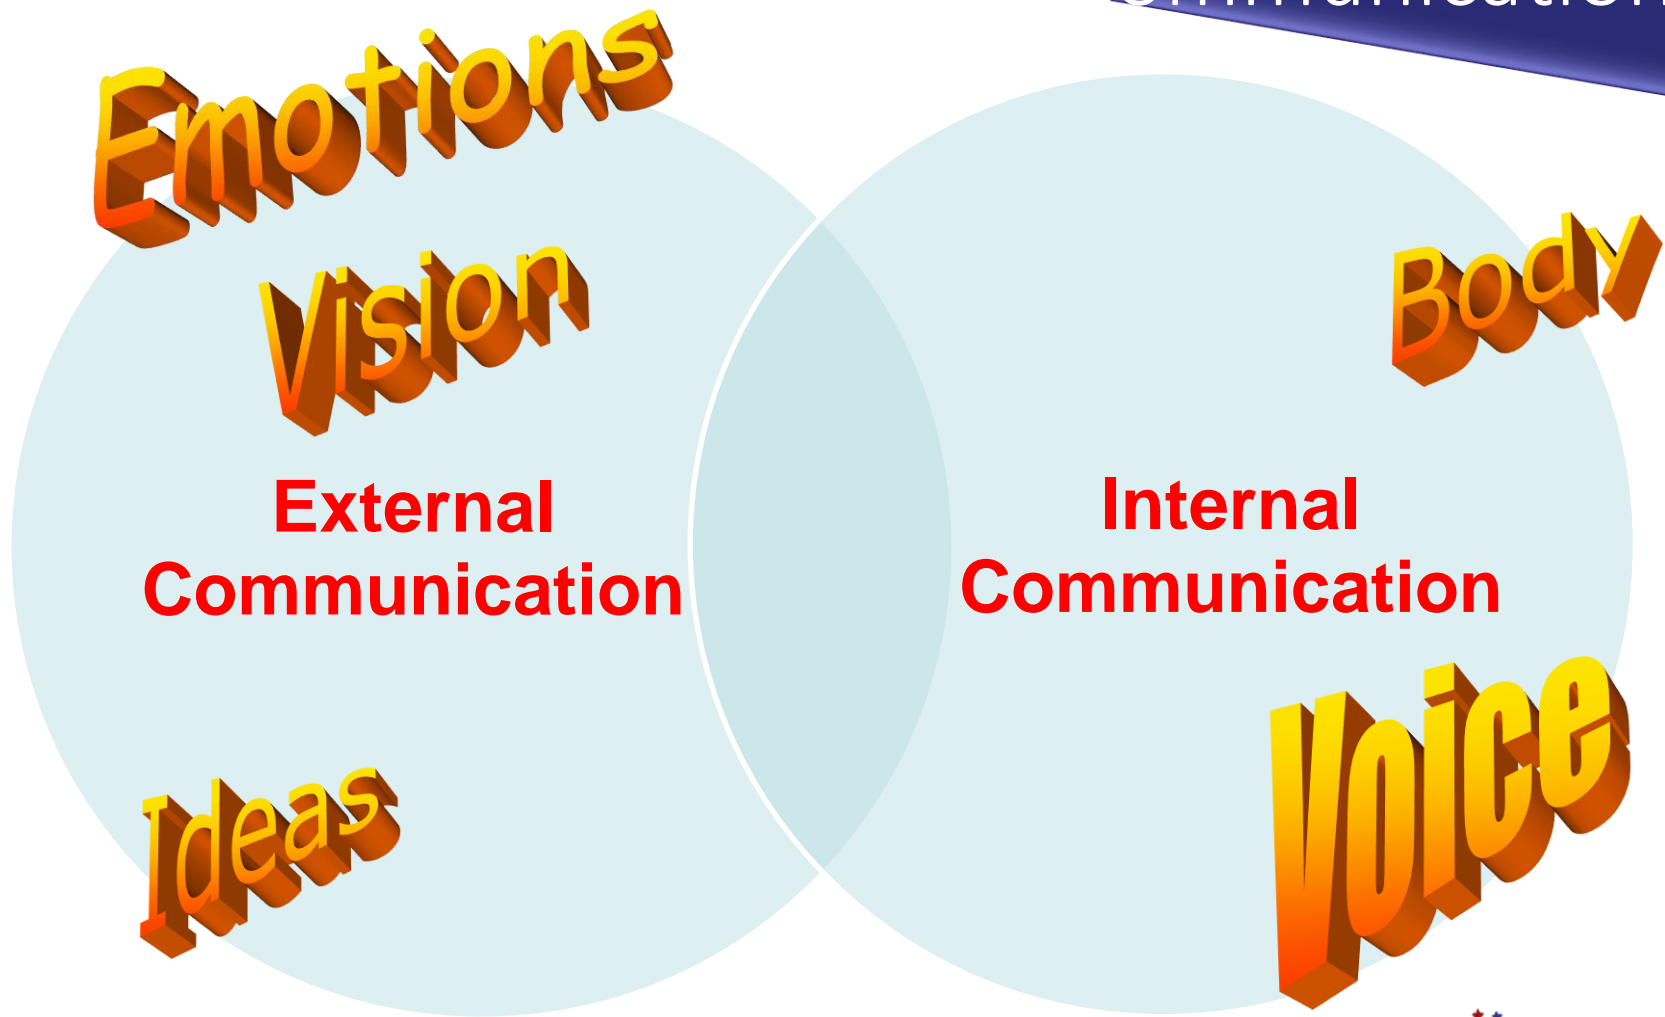 Emotions
Vision
Body
External
Communication
Internal
Communication
Ideas
Voice